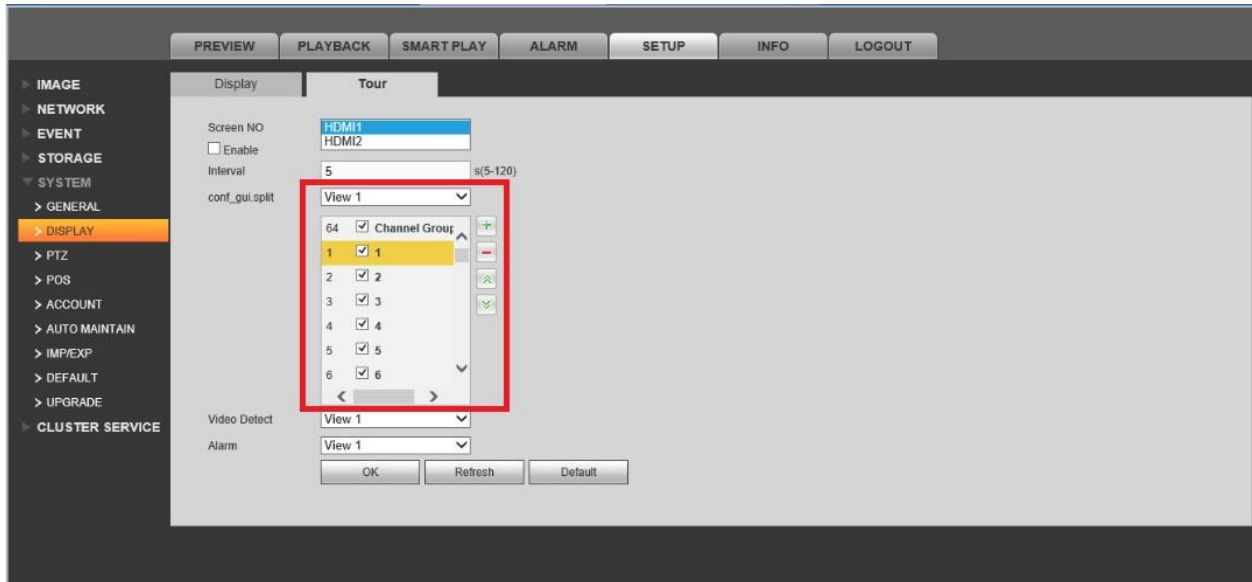 PREVIEW PLAYBACK SMART PLAY ALARM SETUP INFO LOGOUT
IMAGE
NETWORK
EVENT
STORAGE
SYSTEM
> GENERAL
> DISPLAY
> PTZ
> POS
> ACCOUNT
> AUTO MAINTAIN
> IMP/EXP
> DEFAULT
> UPGRADE
CLUSTER SERVICE
Display Tour
Screen NO HDMI1
HDMI2
Enable
Interval 5 s(5-120)
conf_gui.split View 1
64 Channel Group
1 1
2 2
3 3
4 4
5 5
6 6
Video Detect View 1
Alarm View 1
OK Refresh Default